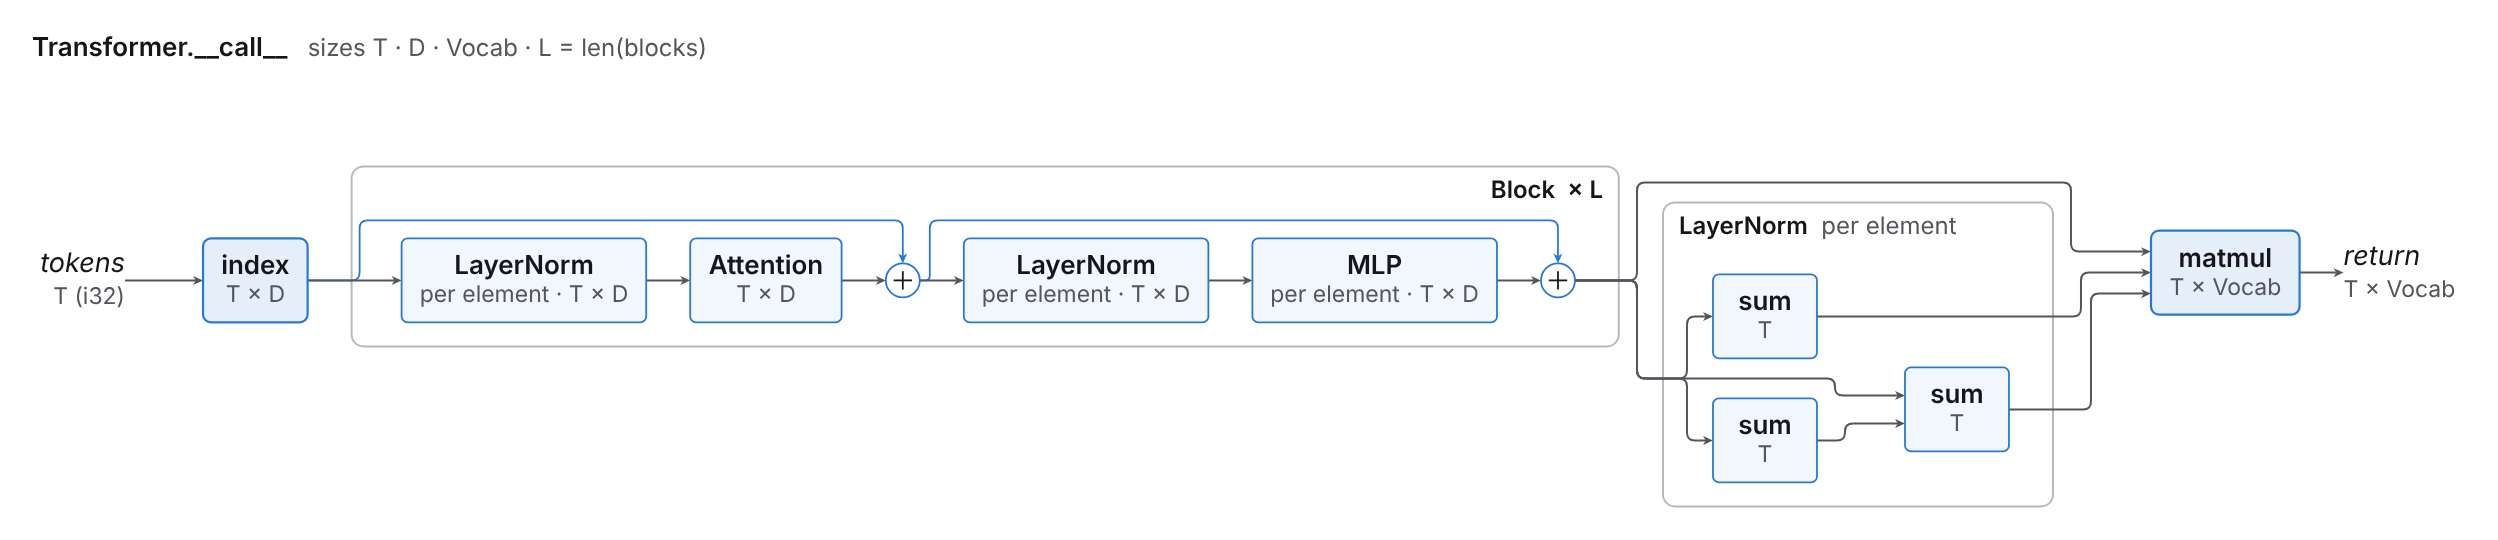 Transformer.__call__ sizes T · D · Vocab · L = len(blocks)
Block × L
LayerNorm per element
tokens
T (i32)
index
T × D
LayerNorm
per element · T × D
Attention
T × D
+
LayerNorm
per element · T × D
MLP
per element · T × D
+
sum
T
sum
T
sum
T
matmul
T × Vocab
return
T × Vocab